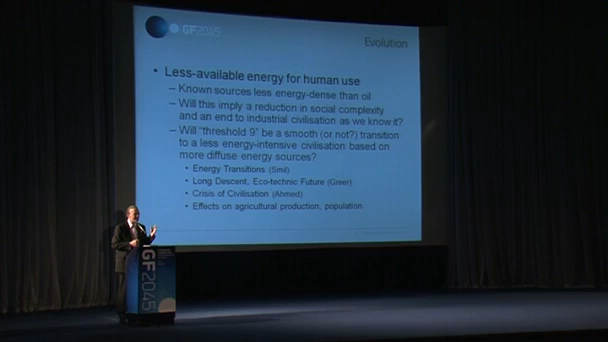 GF2045
Evolution
• Less-available energy for human use
– Known sources less energy-dense than oil
– Will this imply a reduction in social complexity
and an end to industrial civilisation as we know it?
– Will “threshold 9” be a smooth (or not?) transition
to a less energy-intensive civilisation based on
more diffuse energy sources?
• Energy Transitions (Smil)
• Long Descent, Eco-technic Future (Greer)
• Crisis of Civilisation (Ahmed)
• Effects on agricultural production, population
GF2045